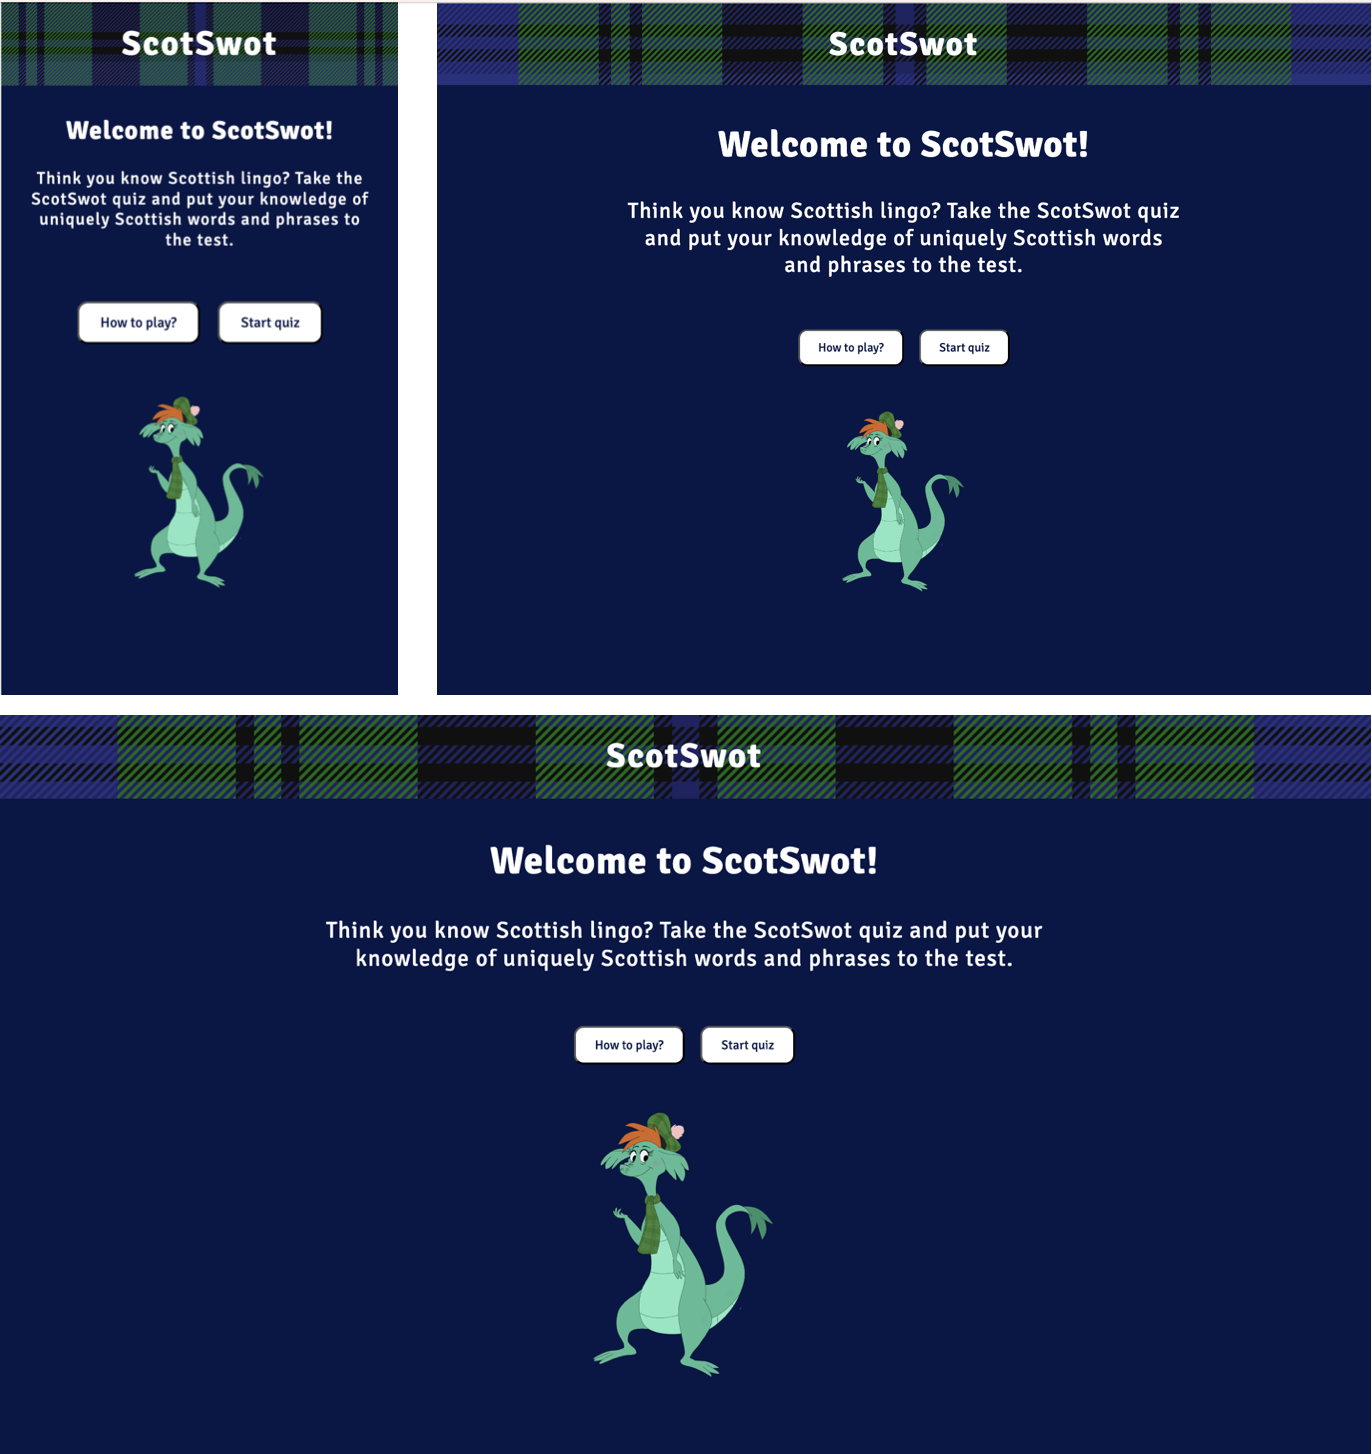 ScotSwot
Welcome to ScotSwot!
Think you know Scottish lingo? Take the
ScotSwot quiz and put your knowledge of
uniquely Scottish words and phrases to
the test.
How to play?
Start quiz
ScotSwot
Welcome to ScotSwot!
Think you know Scottish lingo? Take the ScotSwot quiz
and put your knowledge of uniquely Scottish words
and phrases to the test.
How to play?
Start quiz
ScotSwot
Welcome to ScotSwot!
Think you know Scottish lingo? Take the ScotSwot quiz and put your
knowledge of uniquely Scottish words and phrases to the test.
How to play?
Start quiz